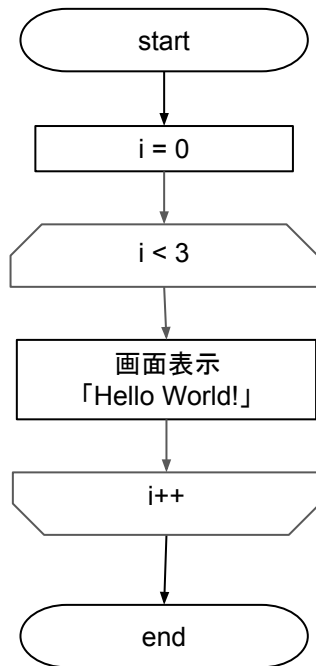 start
i = 0
i < 3
画面表示
「Hello World!」
i++
end